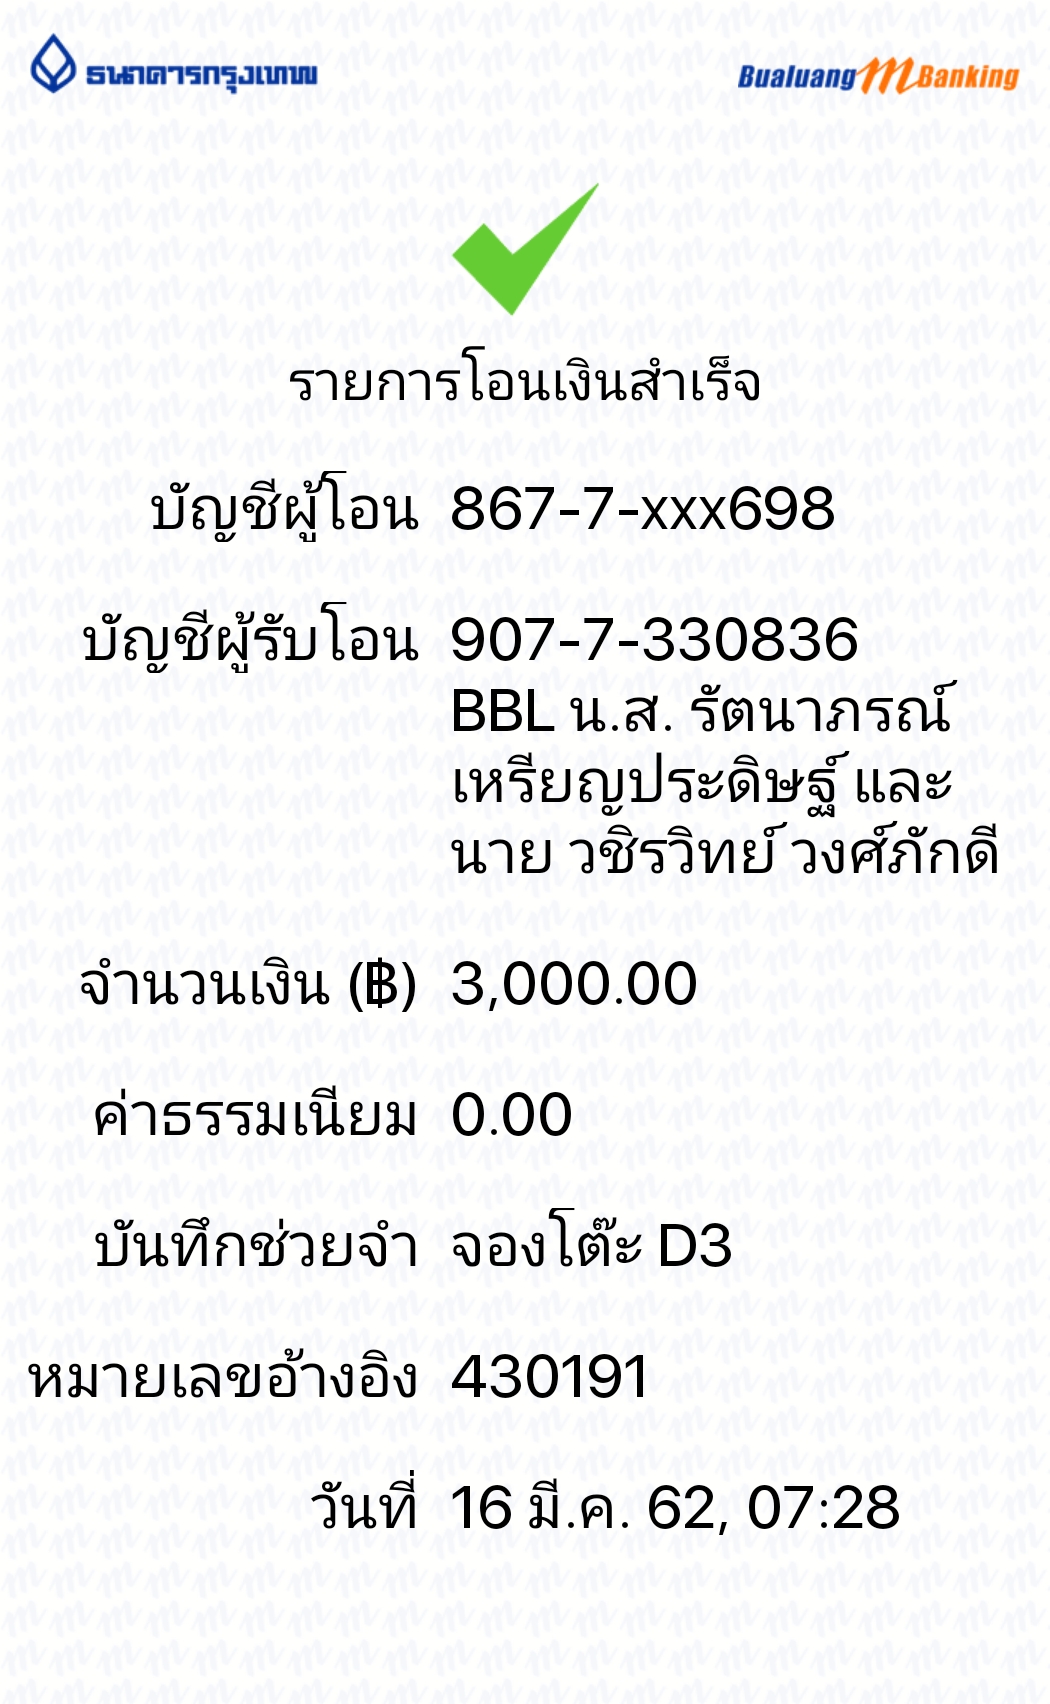 ธนาคารกรุงเทพ
Bualuang mBanking
รายการโอนเงินสำเร็จ
บัญชีผู้โอน 867-7-xxx698
บัญชีผู้รับโอน 907-7-330836
BBL น.ส. รัตนาภรณ์
เหรียญประดิษฐ์ และ
นาย วชิรวิทย์ วงศ์ภักดี
จำนวนเงิน (฿) 3,000.00
ค่าธรรมเนียม 0.00
บันทึกช่วยจำ จองโต๊ะ D3
หมายเลขอ้างอิง 430191
วันที่ 16 มี.ค. 62, 07:28